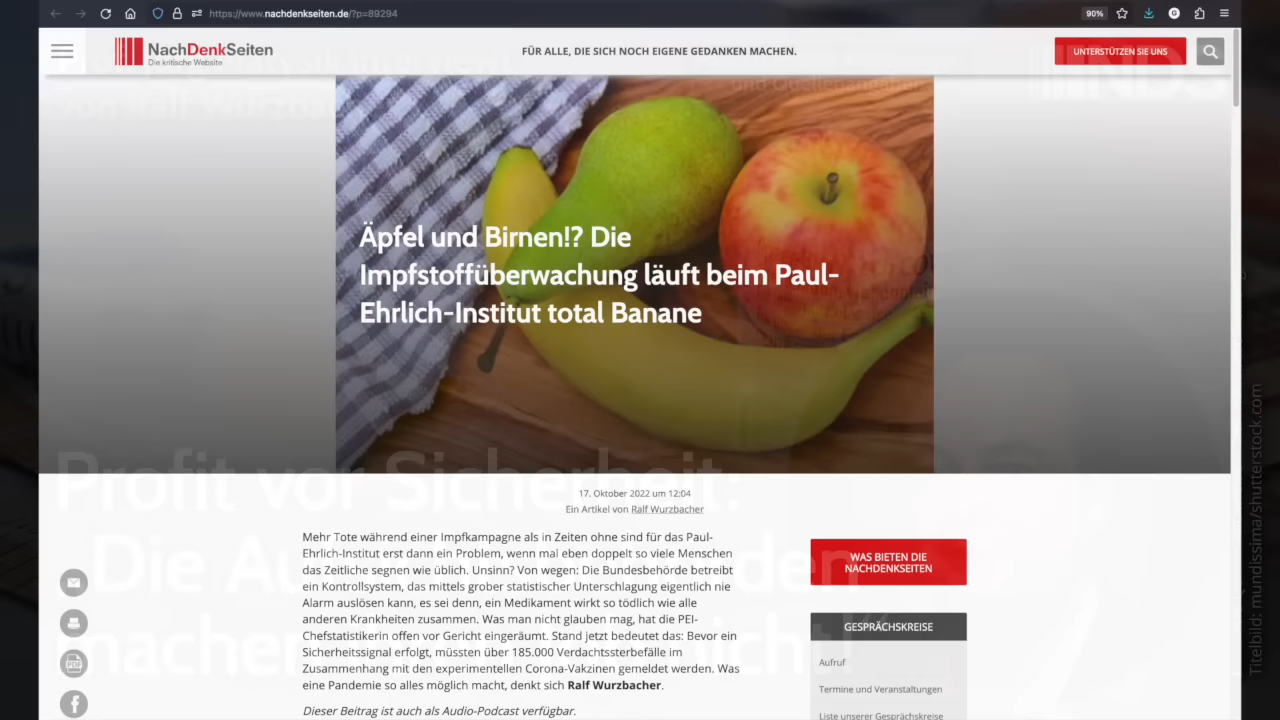 https://www.nachdenkseiten.de/?p=89294
90%
NachDenkSeiten
Die kritische Website
FÜR ALLE, DIE SICH NOCH EIGENE GEDANKEN MACHEN.
UNTERSTÜTZEN SIE UNS
NDS
und Quellenangaben
Äpfel und Birnen!? Die
Impfstoffüberwachung läuft beim Paul-
Ehrlich-Institut total Banane
Profit vor Sicherheit
17. Oktober 2022 um 12:04
Ein Artikel von Ralf Wurzbacher
Mehr Tote während einer Impfkampagne als in Zeiten ohne sind für das Paul-
Ehrlich-Institut erst dann ein Problem, wenn mal eben doppelt so viele Menschen
das Zeitliche segnen wie üblich. Unsinn? Von wegen: Die Bundesbehörde betreibt
ein Kontrollsystem, das mittels grober statistischer Unterschlagung eigentlich nie
Alarm auslösen kann, es sei denn, ein Medikament wirkt so tödlich wie alle
anderen Krankheiten zusammen. Was man nicht glauben mag, hat die PEI-
Chefstatistikerin offen vor Gericht eingeräumt. Stand jetzt bedeutet das: Bevor ein
Sicherheitssignal erfolgt, müssten über 185.000 Verdachtssterbefälle im
Zusammenhang mit den experimentellen Corona-Vakzinen gemeldet werden. Was
eine Pandemie so alles möglich macht, denkt sich Ralf Wurzbacher.
Dieser Beitrag ist auch als Audio-Podcast verfügbar.
PDF
WAS BIETEN DIE
NACHDENKSEITEN
GESPRÄCHSKREISE
Aufruf
Termine und Veranstaltungen
Liste unserer Gesprächskreise
Titelbild: mundissima/shutterstock.com